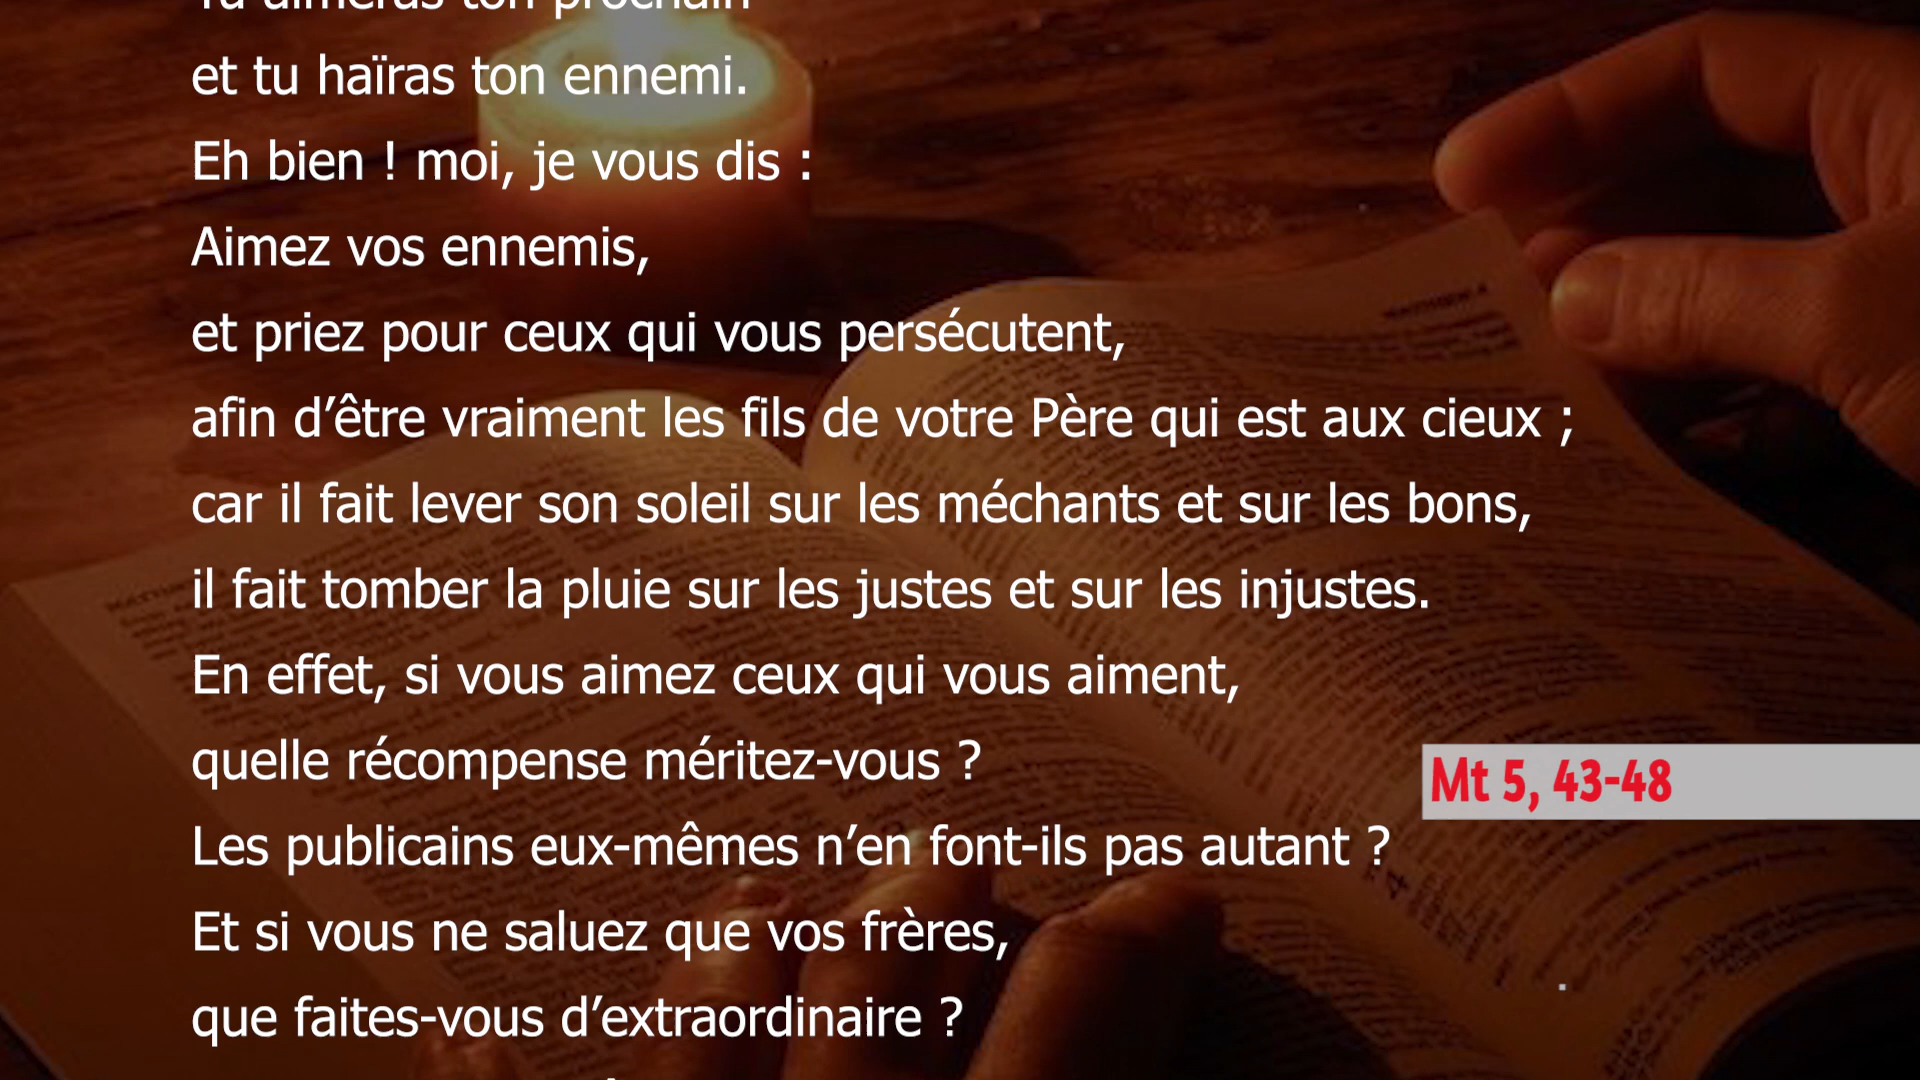 Tu aimeras ton prochain
et tu haïras ton ennemi.
Eh bien ! moi, je vous dis :
Aimez vos ennemis,
et priez pour ceux qui vous persécutent,
afin d’être vraiment les fils de votre Père qui est aux cieux ;
car il fait lever son soleil sur les méchants et sur les bons,
il fait tomber la pluie sur les justes et sur les injustes.
En effet, si vous aimez ceux qui vous aiment,
quelle récompense méritez-vous ?
Mt 5, 43-48
Les publicains eux-mêmes n’en font-ils pas autant ?
Et si vous ne saluez que vos frères,
que faites-vous d’extraordinaire ?